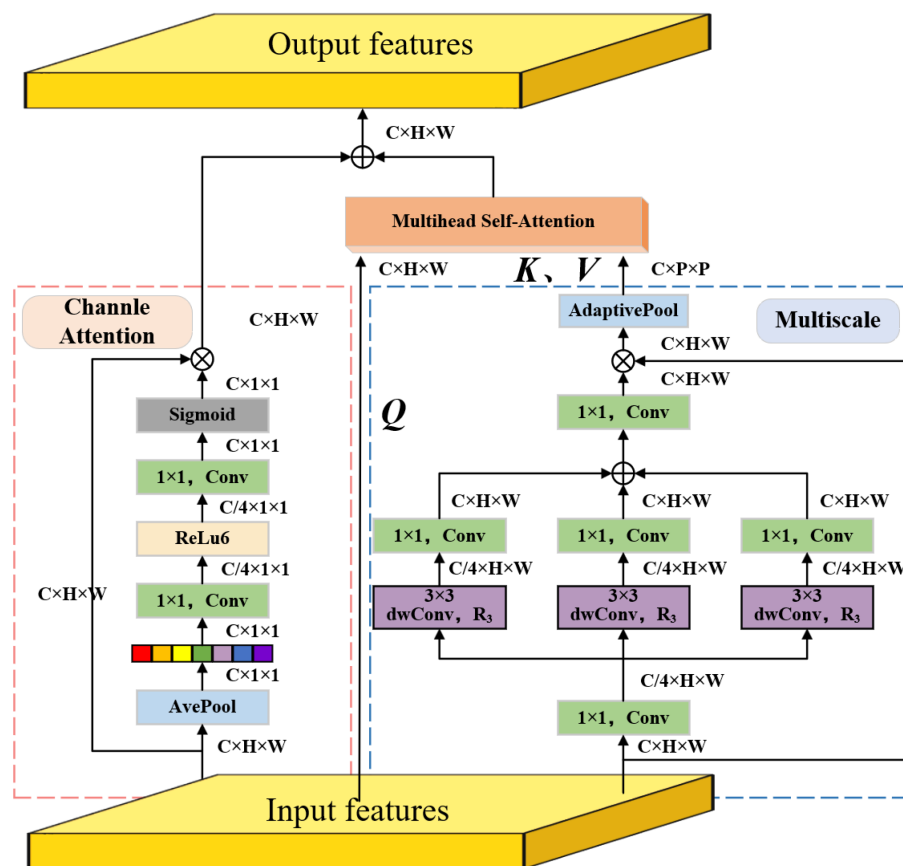 Output features
C×H×W
Multihead Self-Attention
C×H×W
K、V
C×P×P
Channle
Attention
C×H×W
AdaptivePool
Multiscale
C×H×W
C×H×W
C×1×1
Sigmoid
1×1, Conv
Q
C×1×1
1×1, Conv
C/4×1×1
ReLu6
C/4×1×1
C×H×W
1×1, Conv
C×1×1
C×1×1
AvePool
C×H×W
C×H×W
C×H×W
C×H×W
1×1, Conv
1×1, Conv
1×1, Conv
C/4×H×W
C/4×H×W
C/4×H×W
3×3
dwConv, R₃
3×3
dwConv, R₃
3×3
dwConv, R₃
C/4×H×W
1×1, Conv
C×H×W
Input features